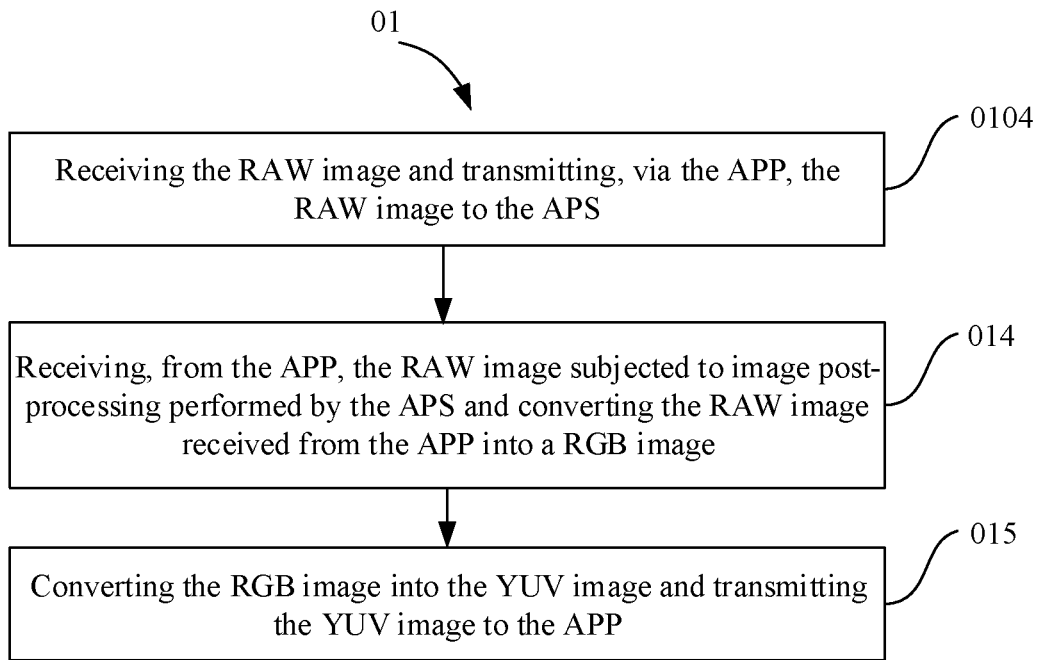 01
0104
Receiving the RAW image and transmitting, via the APP, the
RAW image to the APS
014
Receiving, from the APP, the RAW image subjected to image post-
processing performed by the APS and converting the RAW image
received from the APP into a RGB image
015
Converting the RGB image into the YUV image and transmitting
the YUV image to the APP